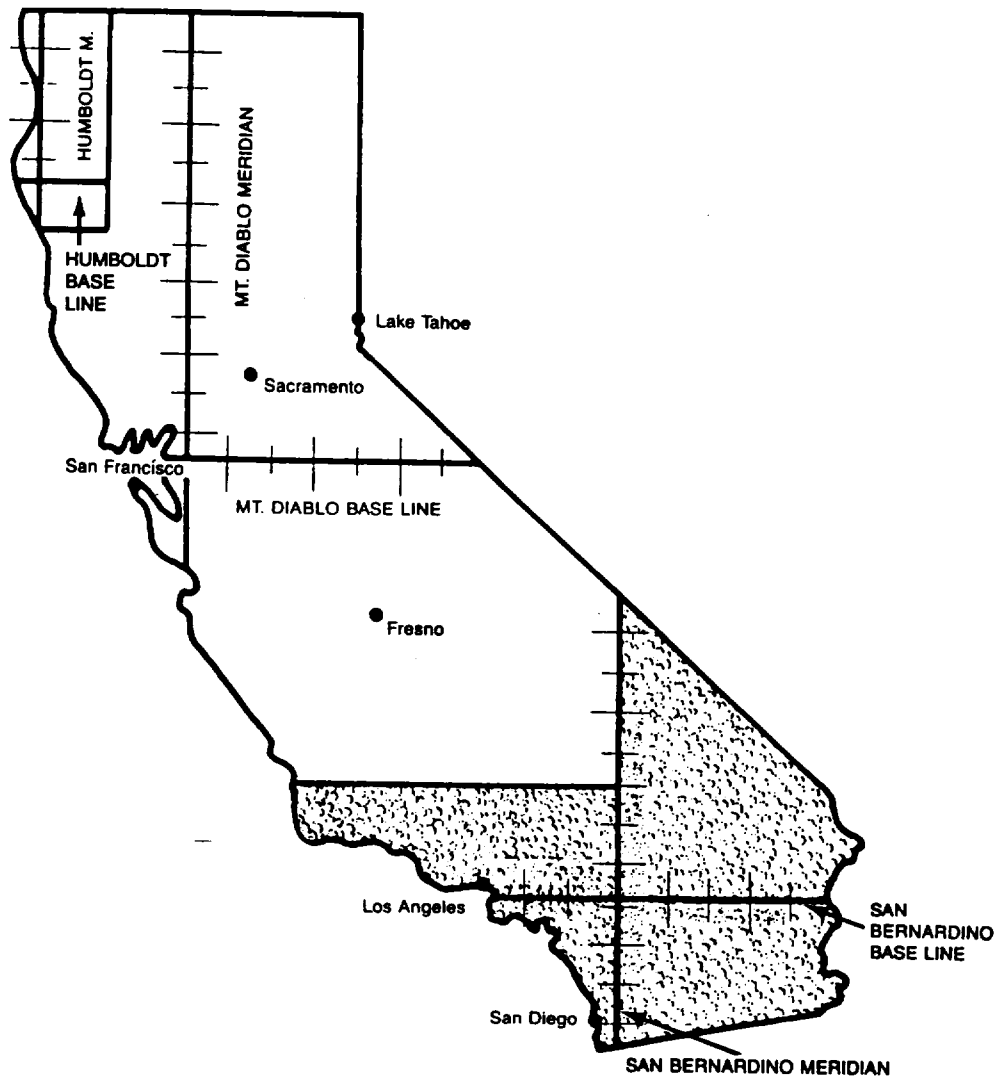 HUMBOLDT M.
MT. DIABLO MERIDIAN
HUMBOLDT
BASE
LINE
Lake Tahoe
Sacramento
San Francisco
MT. DIABLO BASE LINE
Fresno
Los Angeles
SAN
BERNARDINO
BASE LINE
San Diego
SAN BERNARDINO MERIDIAN